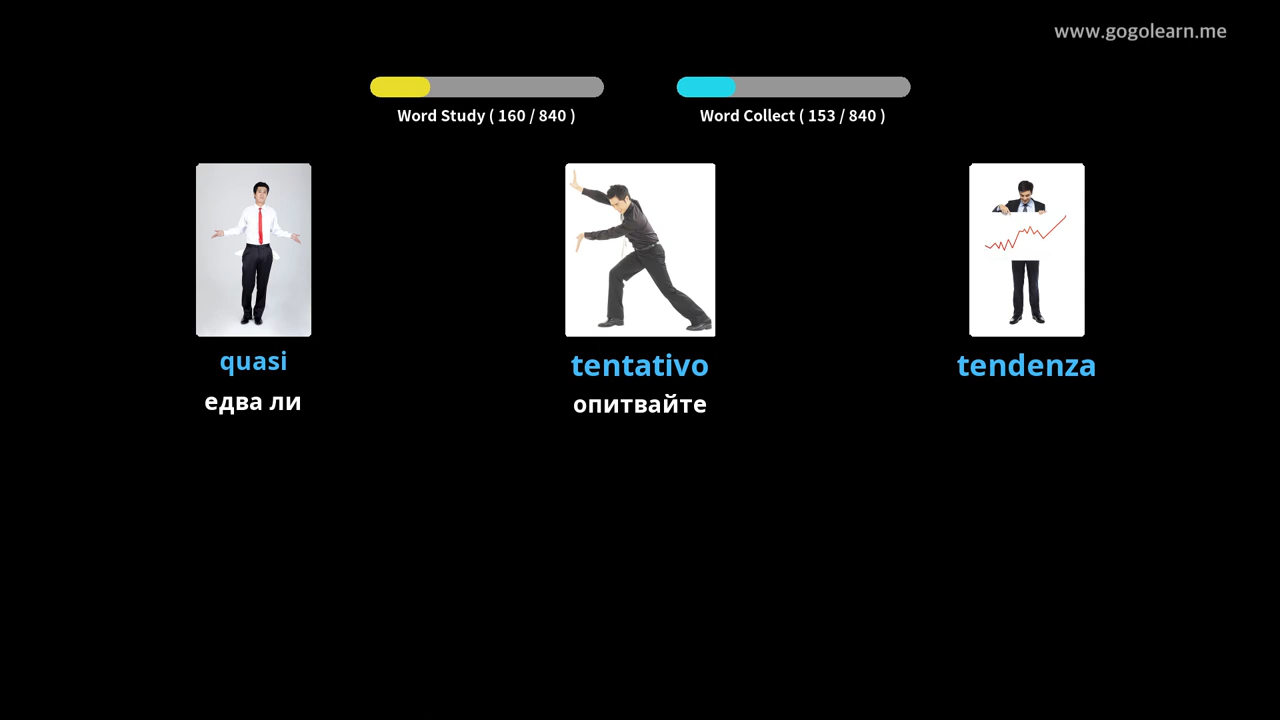 www.gogolearn.me
Word Study ( 160 / 840 )
Word Collect ( 153 / 840 )
quasi
едва ли
tentativo
опитвайте
tendenza